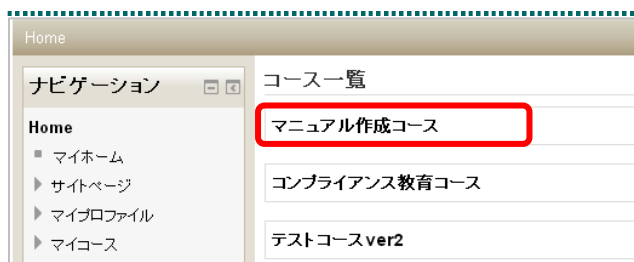 Home
ナビゲーション
Home
マイホーム
サイトページ
マイプロファイル
マイコース
コース一覧
マニュアル作成コース
コンプライアンス教育コース
テストコースver2